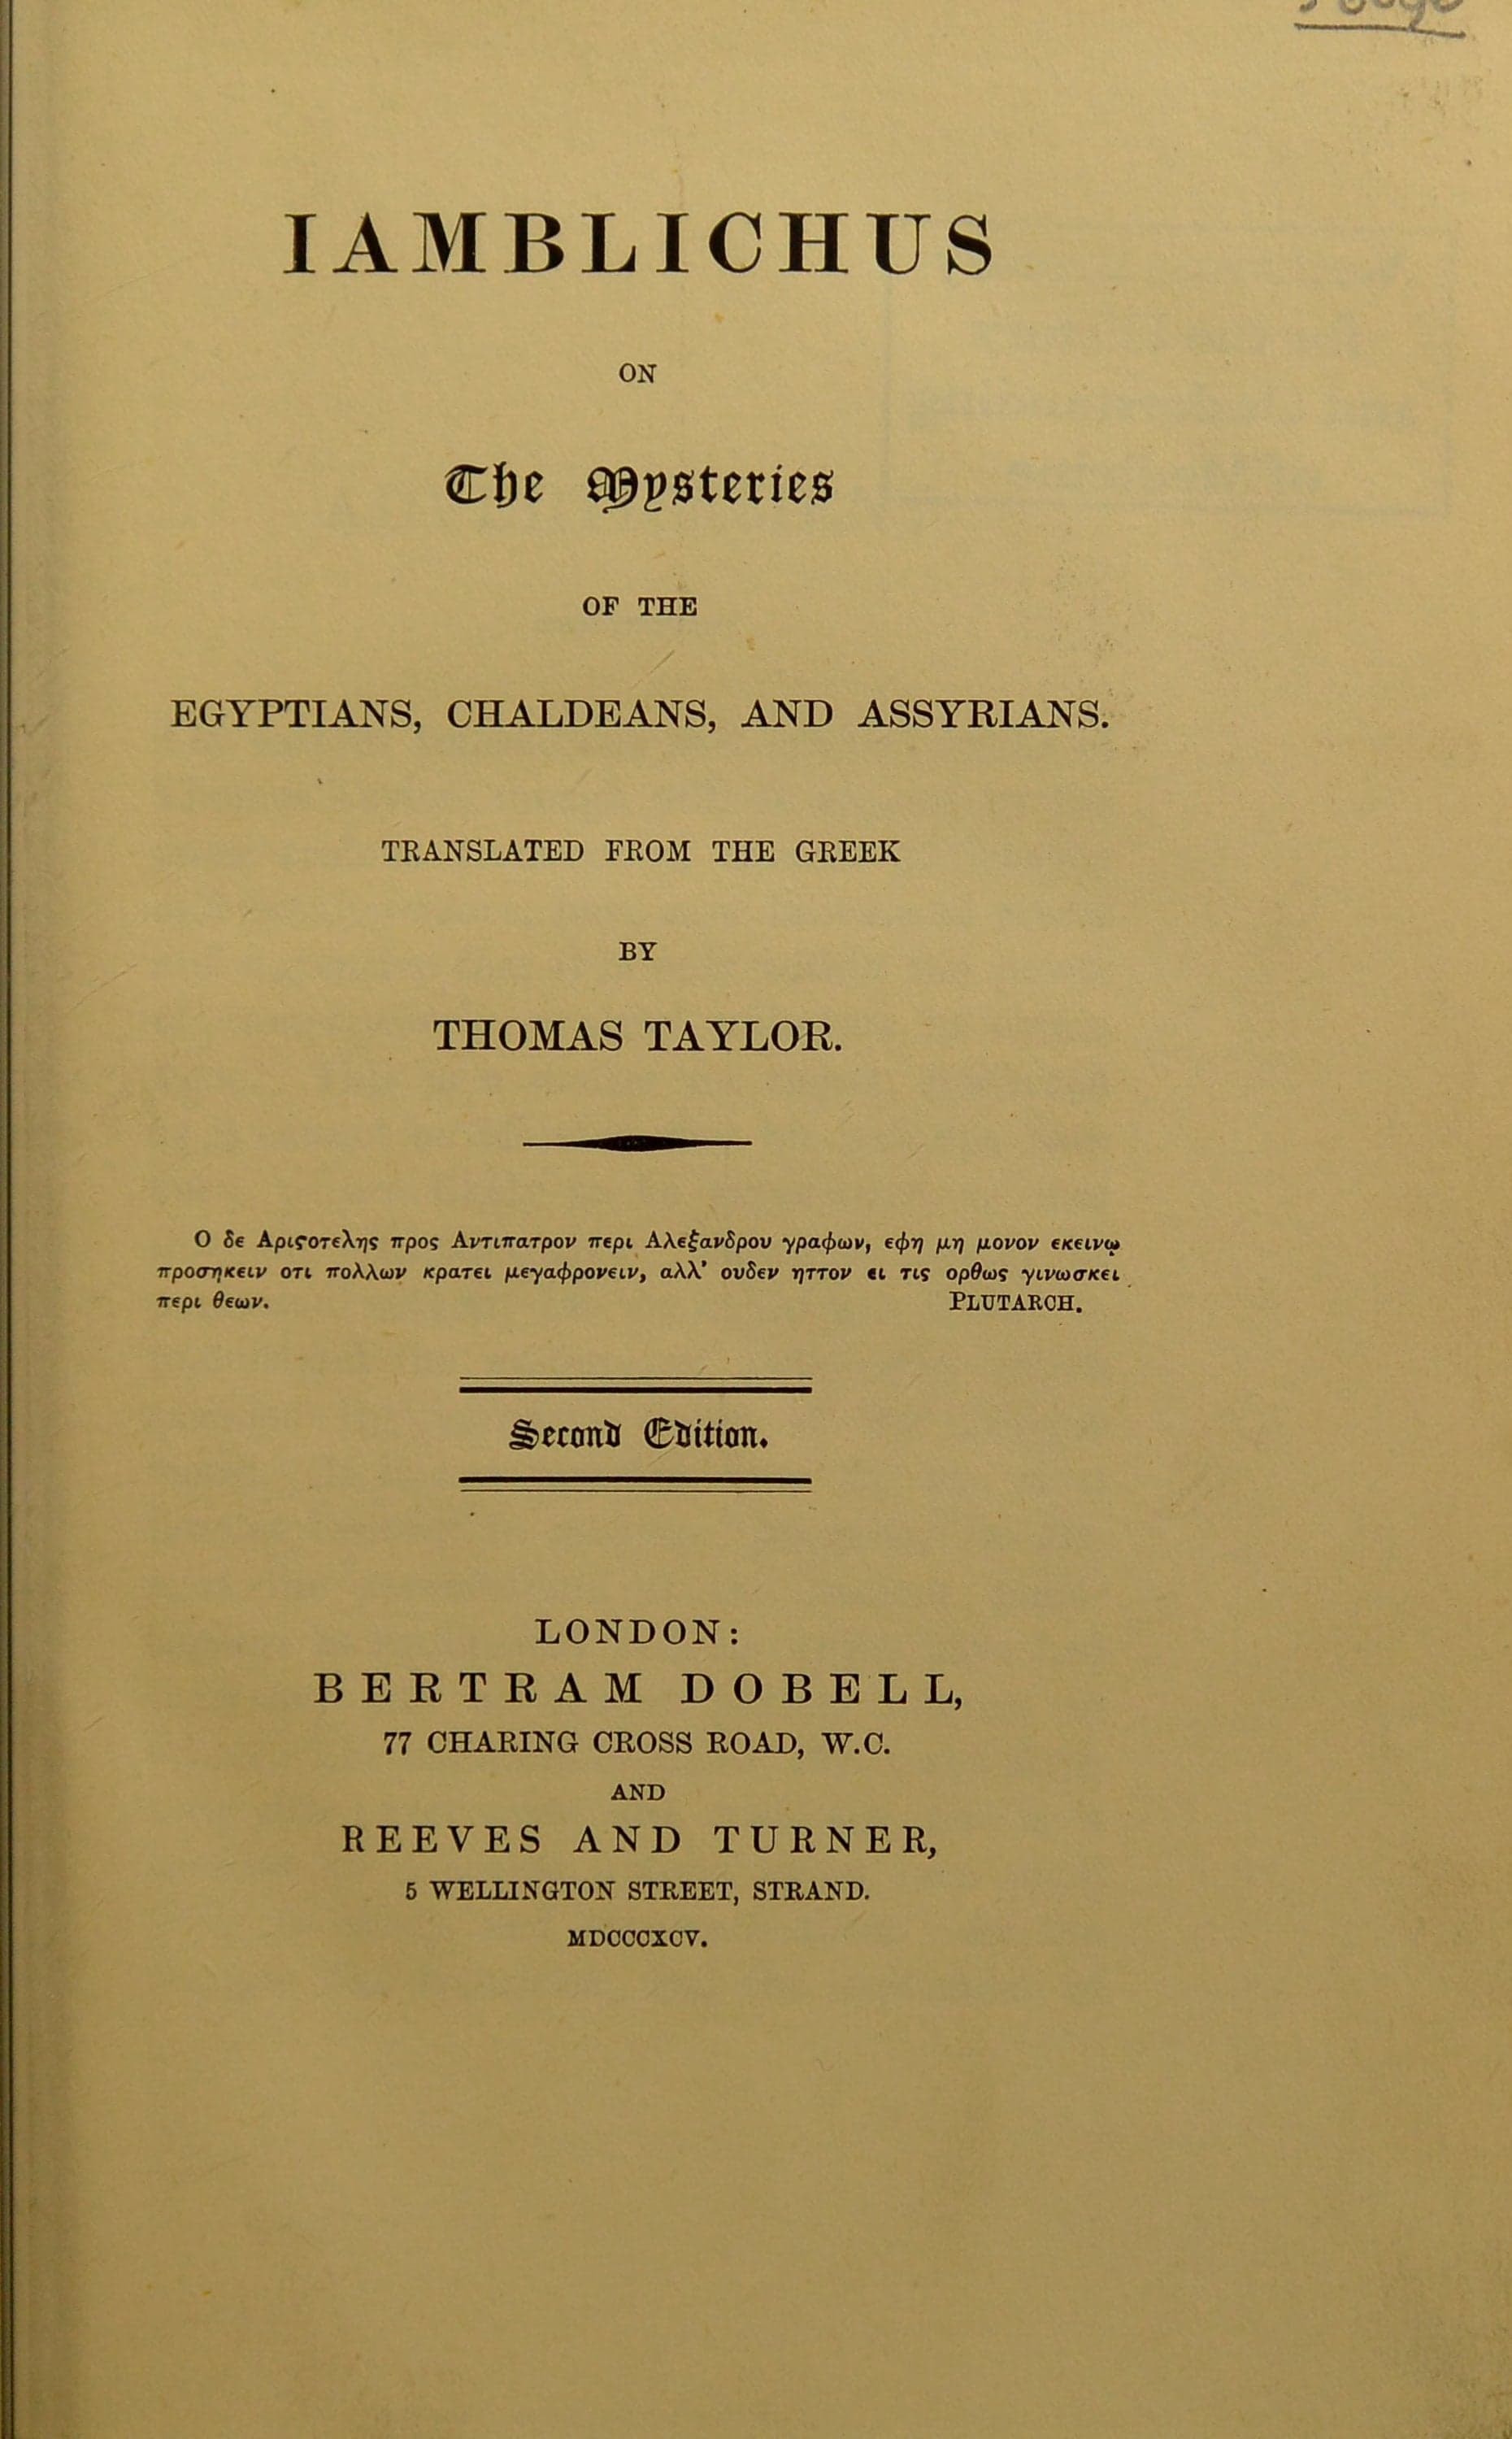 IAMBLICHUS
ON
The Mysteries
OF THE
EGYPTIANS, CHALDEANS, AND ASSYRIANS.
TRANSLATED FROM THE GREEK
BY
THOMAS TAYLOR.
Ο δε Αριϛοτελης προς Αντιπατρον περι Αλεξανδρου γραφων, εφη μη μονον εκεινῳ
προσηκειν οτι πολλων κρατει μεγαφρονειν, αλλ’ ουδεν ηττον ει τις ορθως γινωσκει
περι θεων. PLUTARCH.
Second Edition.
LONDON:
BERTRAM DOBELL,
77 CHARING CROSS ROAD, W.C.
AND
REEVES AND TURNER,
5 WELLINGTON STREET, STRAND.
MDCCCXCV.